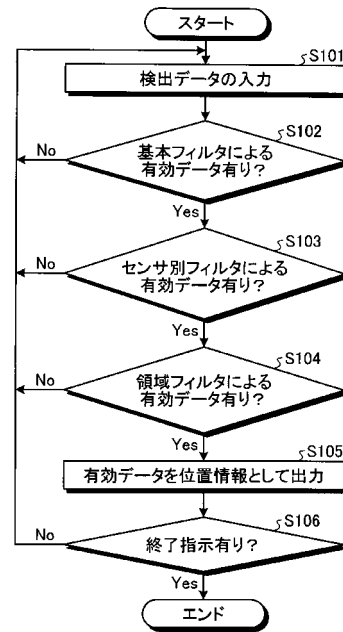 スタート
S101
検出データの入力
S102
基本フィルタによる
有効データ有り?
No
Yes
S103
センサ別フィルタによる
有効データ有り?
No
Yes
S104
領域フィルタによる
有効データ有り?
No
Yes
S105
有効データを位置情報として出力
S106
終了指示有り?
No
Yes
エンド